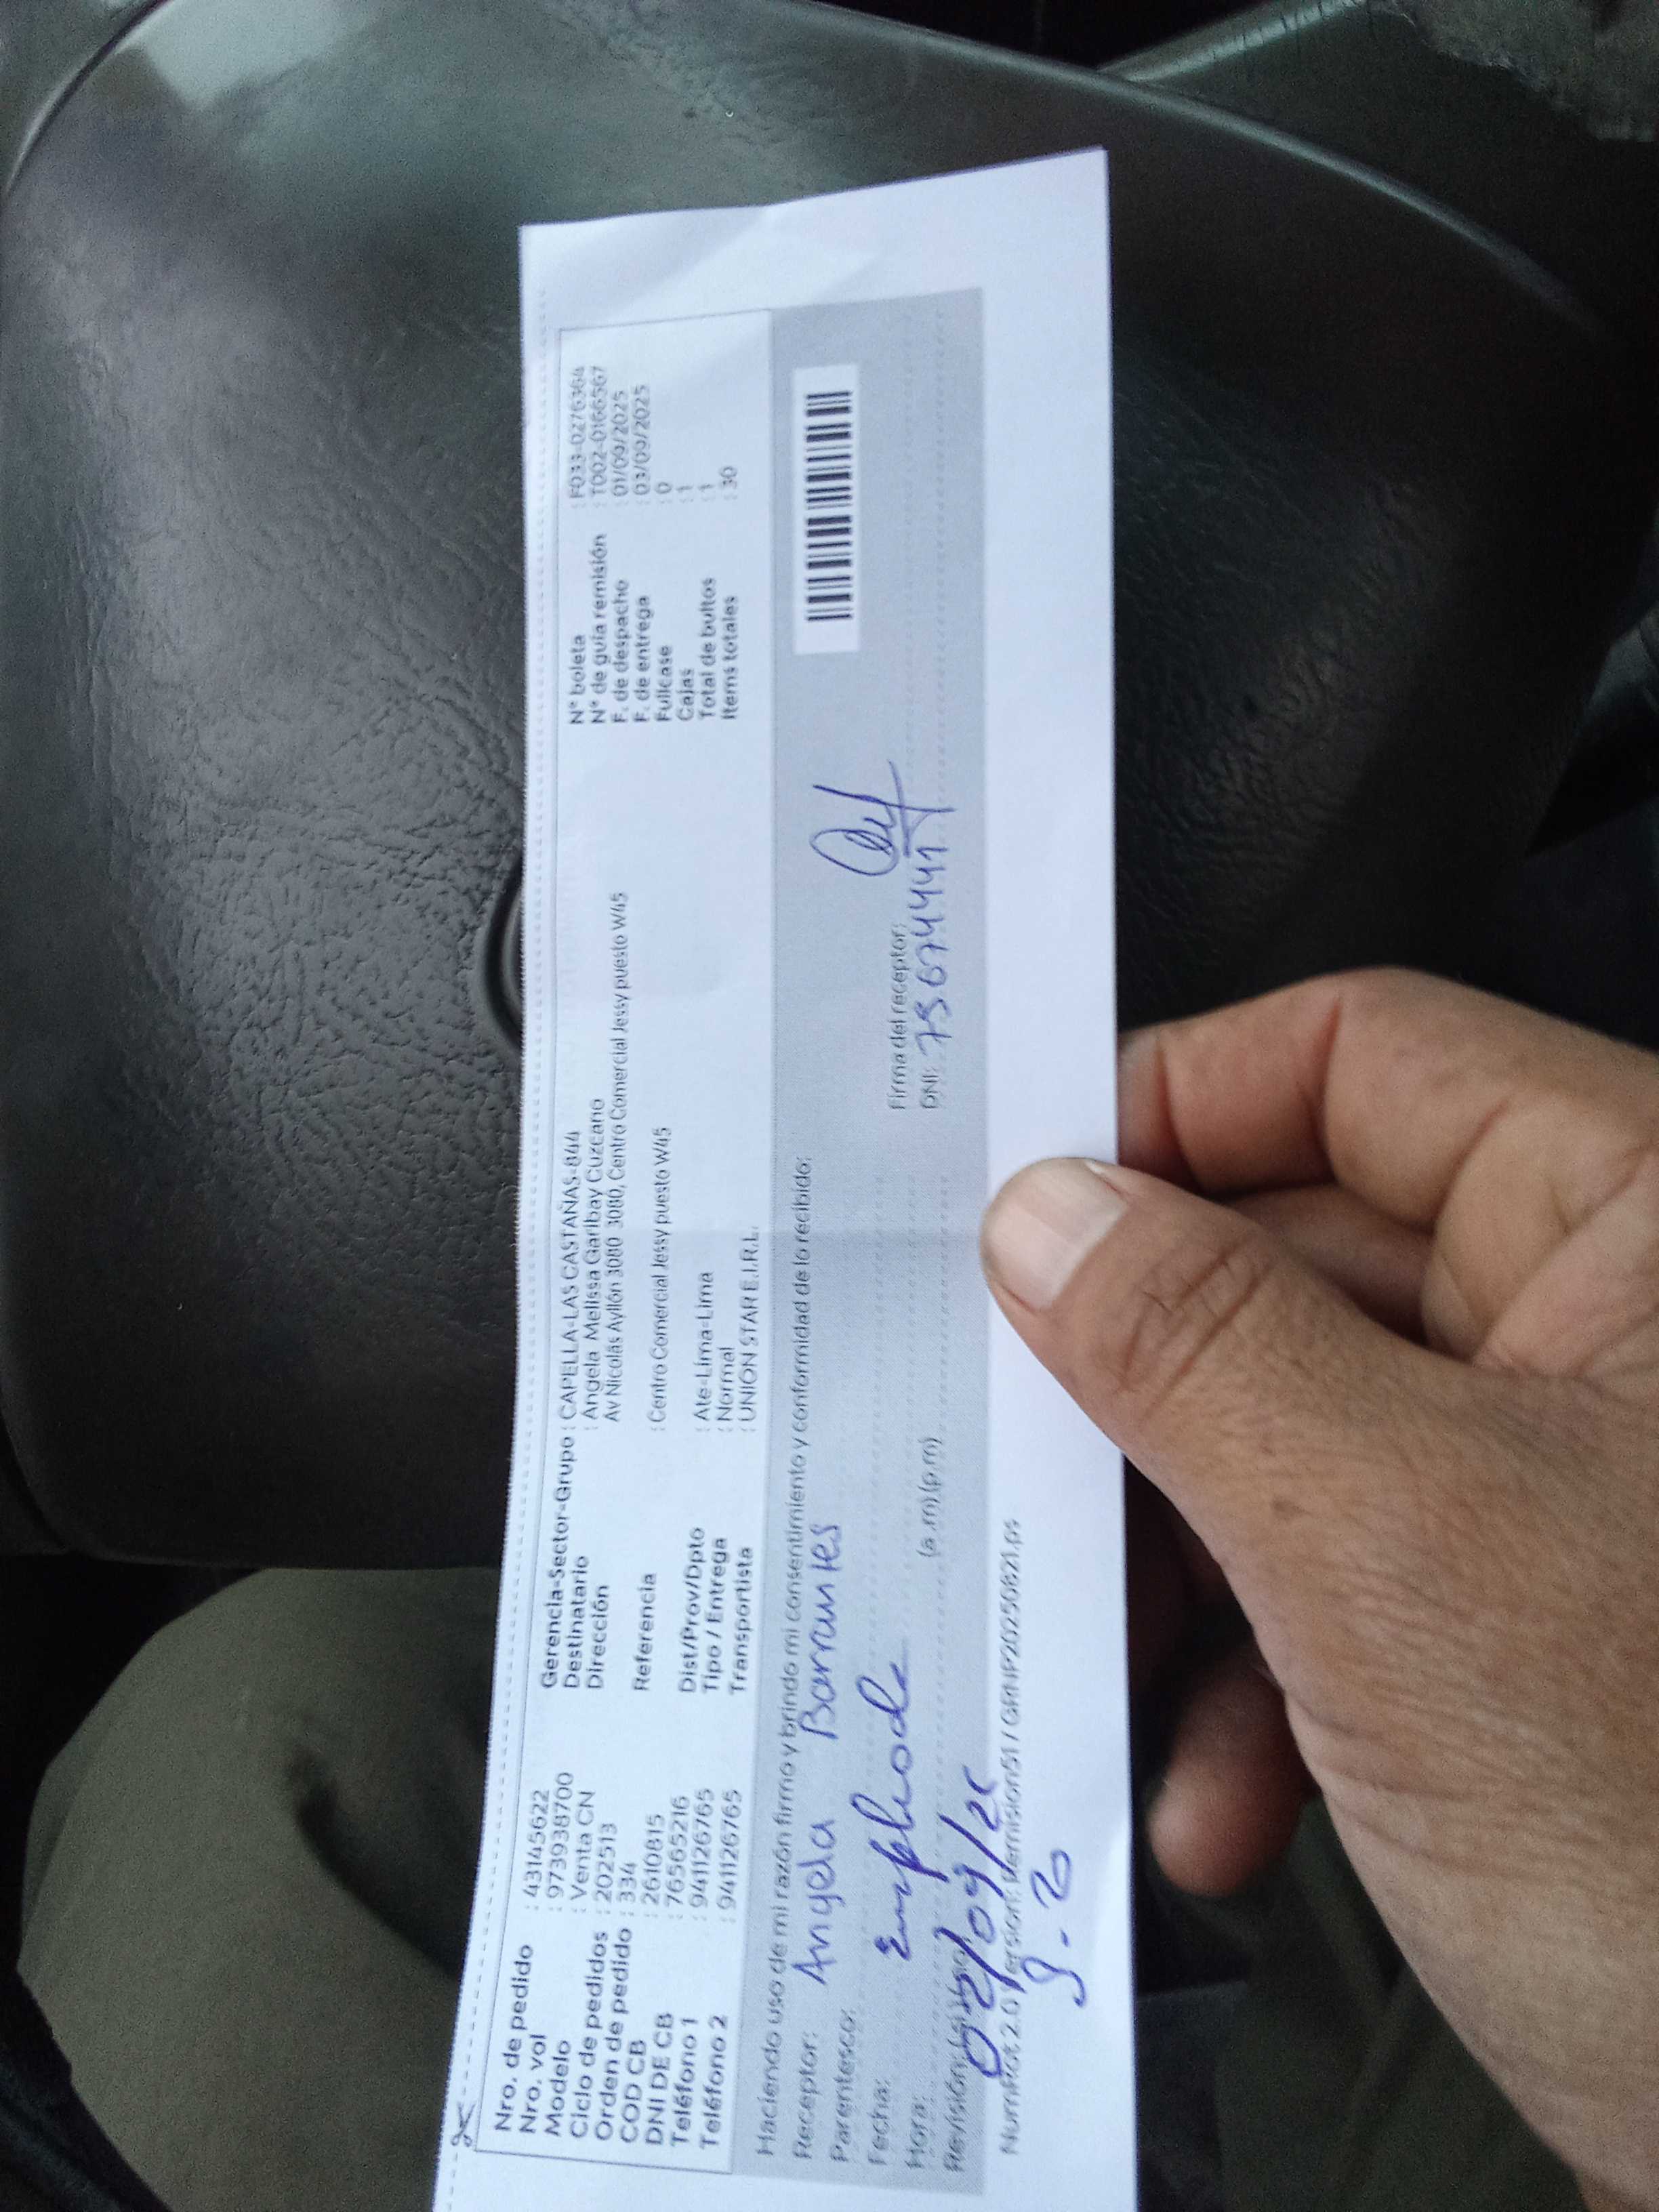 Nro. de pedido : 43145622
Nro. vol : 973938700
Modelo : Venta CN
Ciclo de pedidos : 202513
Orden de pedido : 334
COD CB : 2610815
DNI DE CB : 76565216
Teléfono 1 : 941126765
Teléfono 2 : 941126765
Gerencia-Sector-Grupo : CAPELLA-LAS CASTAÑAS-844
Destinatario : Angela Melissa Garibay Cuzcano
Dirección : Av Nicolás Ayllón 3080 3080, Centro Comercial Jessy puesto W45
Referencia : Centro Comercial Jessy puesto W45
Dist/Prov/Dpto : Ate-Lima-Lima
Tipo / Entrega : Normal
Transportista : UNION STAR E.I.R.L.
N° boleta : F033-0276364
N° de guía remisión : T002-0166567
F. de despacho : 01/09/2025
F. de entrega : 03/09/2025
Fullcase : 0
Cajas : 1
Total de bultos : 1
Items totales : 30
Haciendo uso de mi razón firmo y brindo mi consentimiento y conformidad de lo recibido:
Receptor: Angela Barrantes
Parentesco: Empleada
Fecha: 02/09/25
Hora: (a.m) (p.m)
Firma del receptor:
DNI: 75674441